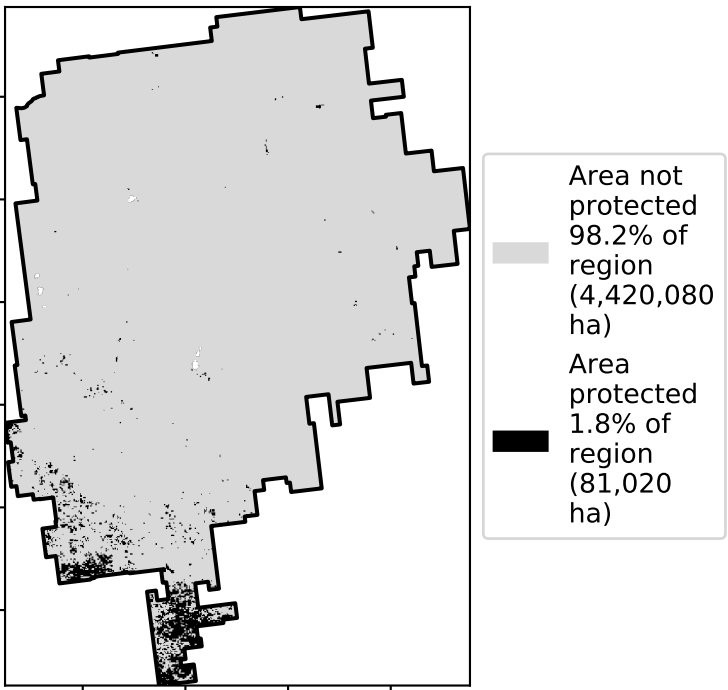 Area not
protected
98.2% of
region
(4,420,080
ha)
Area
protected
1.8% of
region
(81,020
ha)